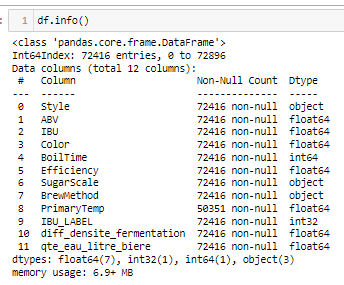 1 df.info()
<class 'pandas.core.frame.DataFrame'>
Int64Index: 72416 entries, 0 to 72896
Data columns (total 12 columns):
 #   Column                     Non-Null Count  Dtype
---  ------                     --------------  -----
 0   Style                      72416 non-null  object
 1   ABV                        72416 non-null  float64
 2   IBU                        72416 non-null  float64
 3   Color                      72416 non-null  float64
 4   BoilTime                   72416 non-null  int64
 5   Efficiency                 72416 non-null  float64
 6   SugarScale                 72416 non-null  object
 7   BrewMethod                 72416 non-null  object
 8   PrimaryTemp                50351 non-null  float64
 9   IBU_LABEL                  72416 non-null  int32
 10  diff_densite_fermentation  72416 non-null  float64
 11  qte_eau_litre_biere        72416 non-null  float64
dtypes: float64(7), int32(1), int64(1), object(3)
memory usage: 6.9+ MB